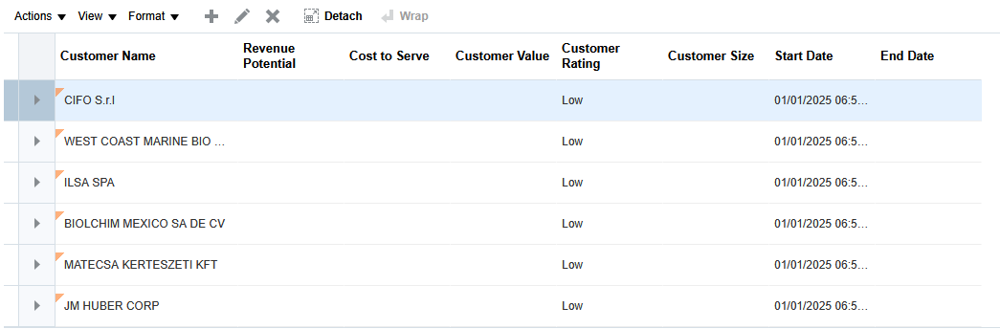 Actions View Format Detach Wrap
Customer Name Revenue Potential Cost to Serve Customer Value Customer Rating Customer Size Start Date End Date
CIFO S.r.l Low 01/01/2025 06:5...
WEST COAST MARINE BIO ... Low 01/01/2025 06:5...
ILSA SPA Low 01/01/2025 06:5...
BIOLCHIM MEXICO SA DE CV Low 01/01/2025 06:5...
MATECSA KERTESZETI KFT Low 01/01/2025 06:5...
JM HUBER CORP Low 01/01/2025 06:5...